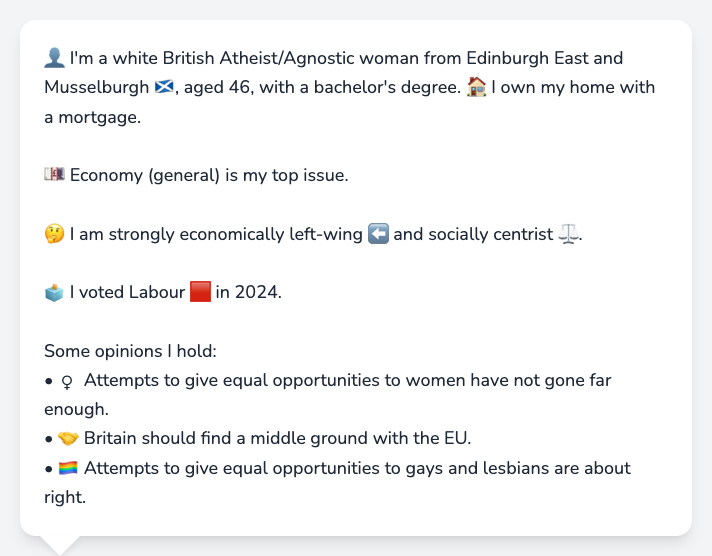 👤 I'm a white British Atheist/Agnostic woman from Edinburgh East and
Musselburgh 🏴󠁧󠁢󠁳󠁣󠁴󠁿, aged 46, with a bachelor's degree. 🏠 I own my home with
a mortgage.
💷 Economy (general) is my top issue.
🤔 I am strongly economically left-wing ⬅️ and socially centrist ⚖️.
🗳️ I voted Labour 🟥 in 2024.
Some opinions I hold:
• ♀️ Attempts to give equal opportunities to women have not gone far
enough.
• 🤝 Britain should find a middle ground with the EU.
• 🏳️‍🌈 Attempts to give equal opportunities to gays and lesbians are about
right.